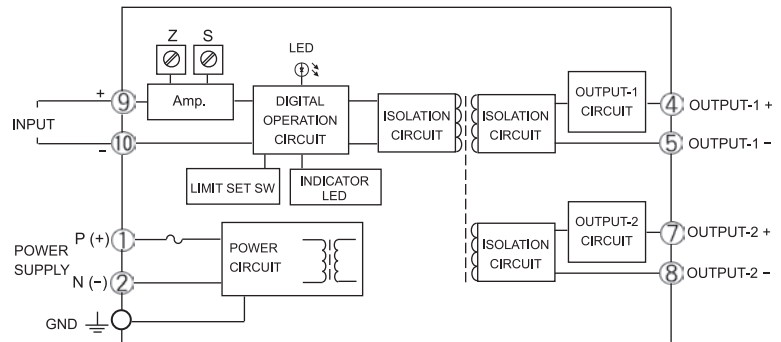 Z S
LED
+ 9 Amp.
DIGITAL
OPERATION
CIRCUIT
ISOLATION
CIRCUIT
ISOLATION
CIRCUIT
OUTPUT-1
CIRCUIT
4 OUTPUT-1 +
INPUT
− 10
5 OUTPUT-1 −
LIMIT SET SW
INDICATOR
LED
POWER
SUPPLY
P (+) 1
N (−) 2
POWER
CIRCUIT
ISOLATION
CIRCUIT
OUTPUT-2
CIRCUIT
7 OUTPUT-2 +
8 OUTPUT-2 −
GND